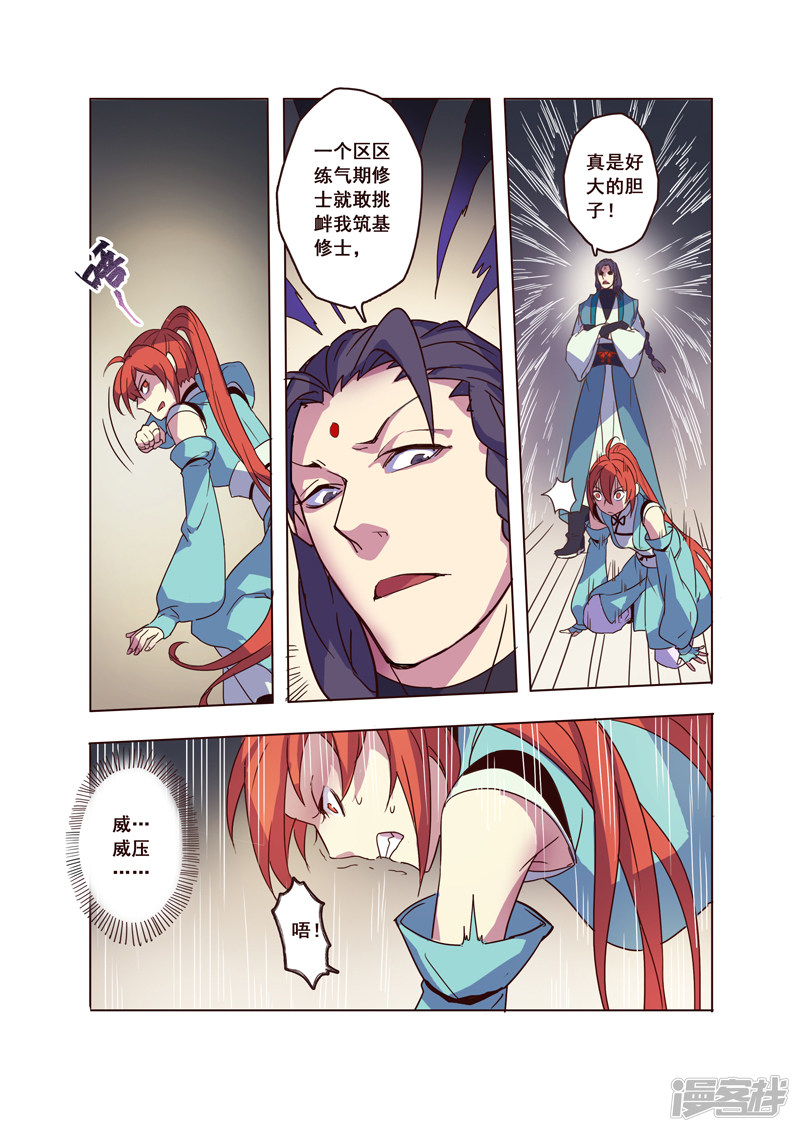 唔
一个区区
练气期修
士就敢挑
衅我筑基
修士，
真是好
大的胆
子！
威…
威压
……
唔！
漫客栈